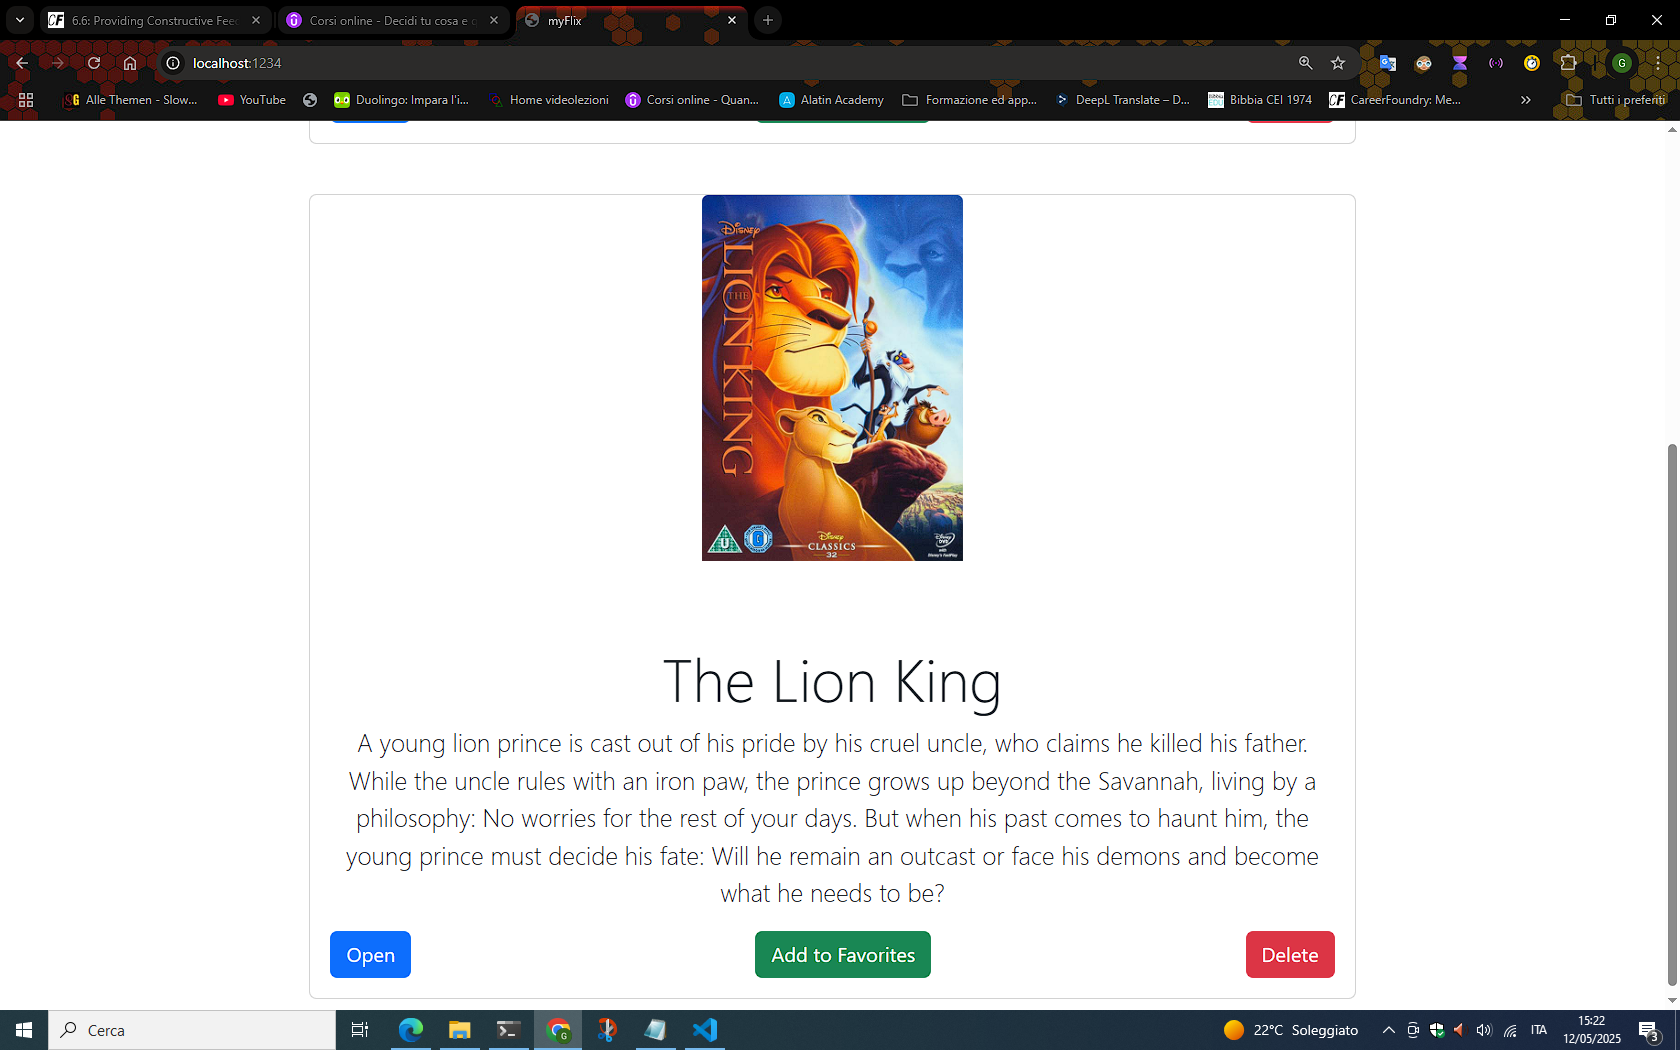 6.6: Providing Constructive Fee
Corsi online - Decidi tu cosa e
myFlix
localhost:1234
G
Alle Themen - Slow...
YouTube
Duolingo: Impara l'i...
Home videolezioni
Corsi online - Quan...
Alatin Academy
Formazione ed app...
DeepL Translate – D...
Bibbia CEI 1974
CareerFoundry: Me...
Tutti i preferiti
DISNEY
THE LION KING
U
DISNEY
CLASSICS
32
DISNEY
DVD
The Lion King
A young lion prince is cast out of his pride by his cruel uncle, who claims he killed his father.
While the uncle rules with an iron paw, the prince grows up beyond the Savannah, living by a
philosophy: No worries for the rest of your days. But when his past comes to haunt him, the
young prince must decide his fate: Will he remain an outcast or face his demons and become
what he needs to be?
Open
Add to Favorites
Delete
Cerca
22°C Soleggiato
ITA
15:22
12/05/2025
3